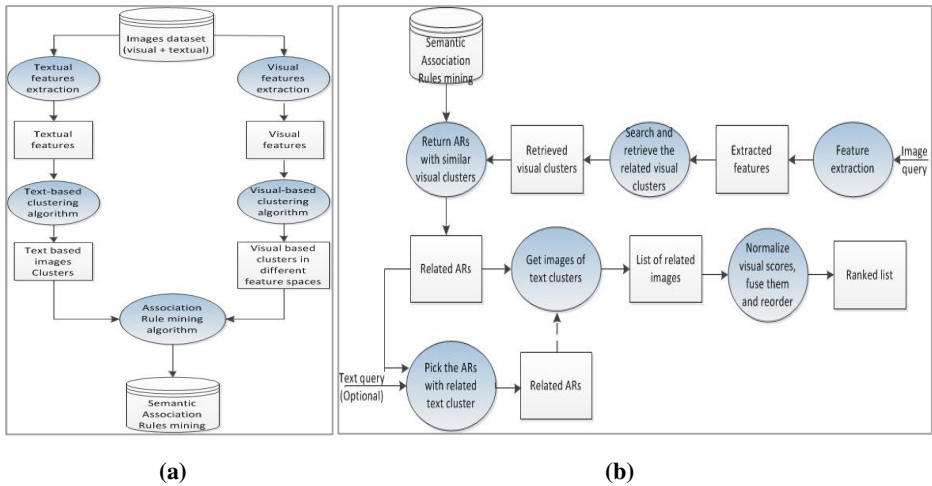 Images dataset
(visual + textual)
Textual
features
extraction
Visual
features
extraction
Textual
features
Visual
features
Text-based
clustering
algorithm
Visual-based
clustering
algorithm
Text based
images
Clusters
Visual based
clusters in
different
feature spaces
Association
Rule mining
algorithm
Semantic
Association
Rules mining
(a)
Semantic
Association
Rules mining
Return ARs
with similar
visual clusters
Retrieved
visual clusters
Search and
retrieve the
related visual
clusters
Extracted
features
Feature
extraction
Image
query
Related ARs
Get images of
text clusters
List of related
images
Normalize
visual scores,
fuse them
and reorder
Ranked list
Text query
(Optional)
Pick the ARs
with related
text cluster
Related ARs
(b)